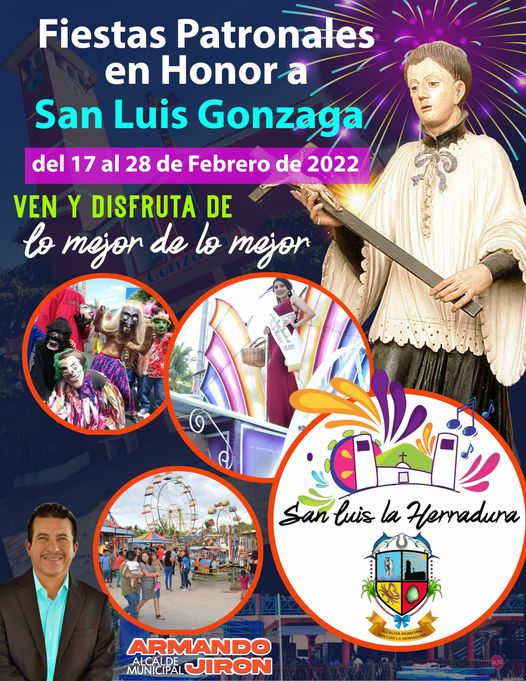 Fiestas Patronales
en Honor a
San Luis Gonzaga
del 17 al 28 de Febrero de 2022
VEN Y DISFRUTA DE
lo mejor de lo mejor
San Luis la Herradura
ALCALDIA MUNICIPAL
SAN LUIS LA HERRADURA
ARMANDO
ALCALDE
MUNICIPAL
JIRON
ALTO